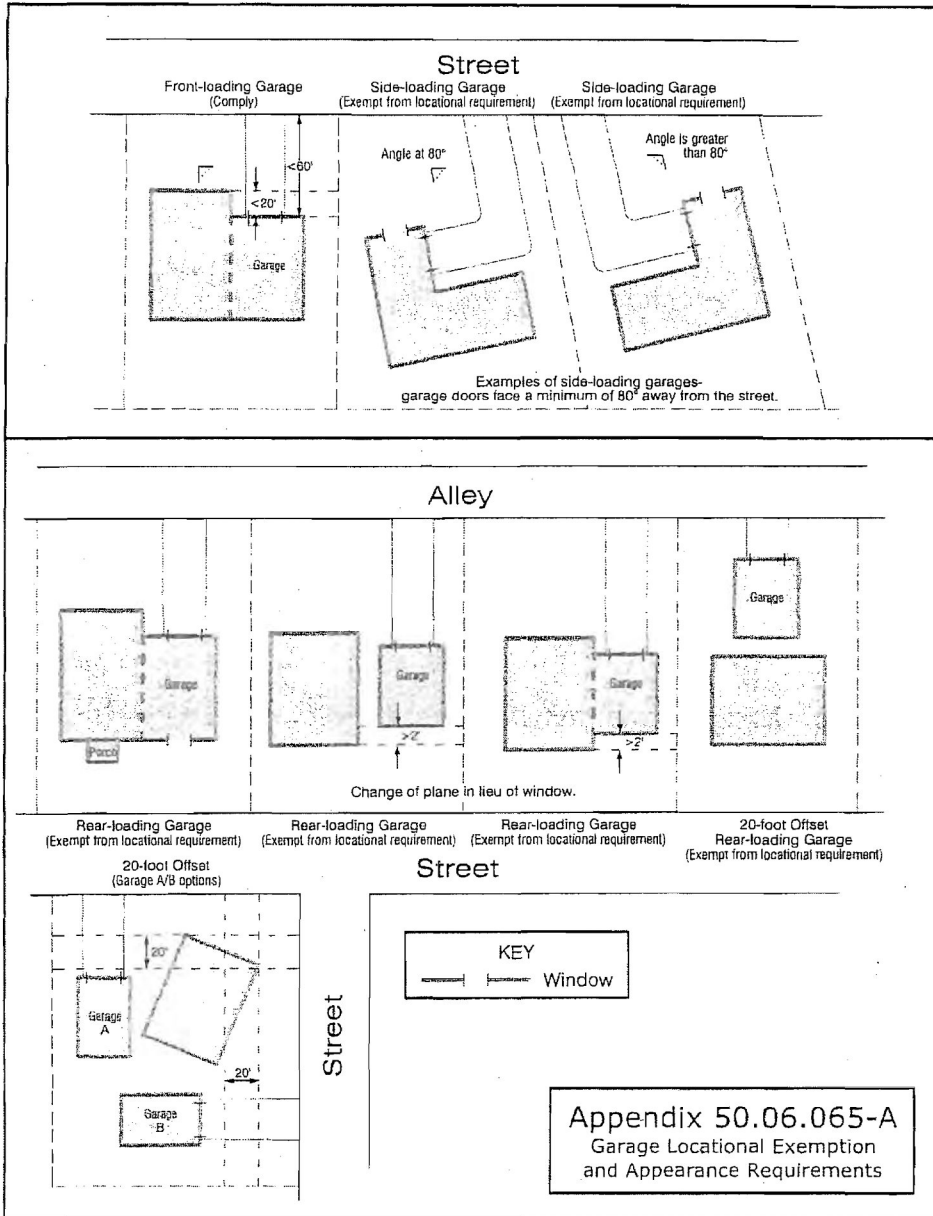 Street
Front-loading Garage
(Comply)
Side-loading Garage
(Exempt from locational requirement)
Side-loading Garage
(Exempt from locational requirement)
<60'
<20'
Garage
Angle at 80°
Angle is greater
than 80°
Examples of side-loading garages-
garage doors face a minimum of 80° away from the street.
Alley
Garage
Porch
Garage
>2'
Garage
>2'
Garage
Change of plane in lieu of window.
Rear-loading Garage
(Exempt from locational requirement)
Rear-loading Garage
(Exempt from locational requirement)
Rear-loading Garage
(Exempt from locational requirement)
20-foot Offset
Rear-loading Garage
(Exempt from locational requirement)
Street
20-foot Offset
(Garage A/B options)
20'
Garage
A
20'
Garage
B
Street
KEY
Window
Appendix 50.06.065-A
Garage Locational Exemption
and Appearance Requirements